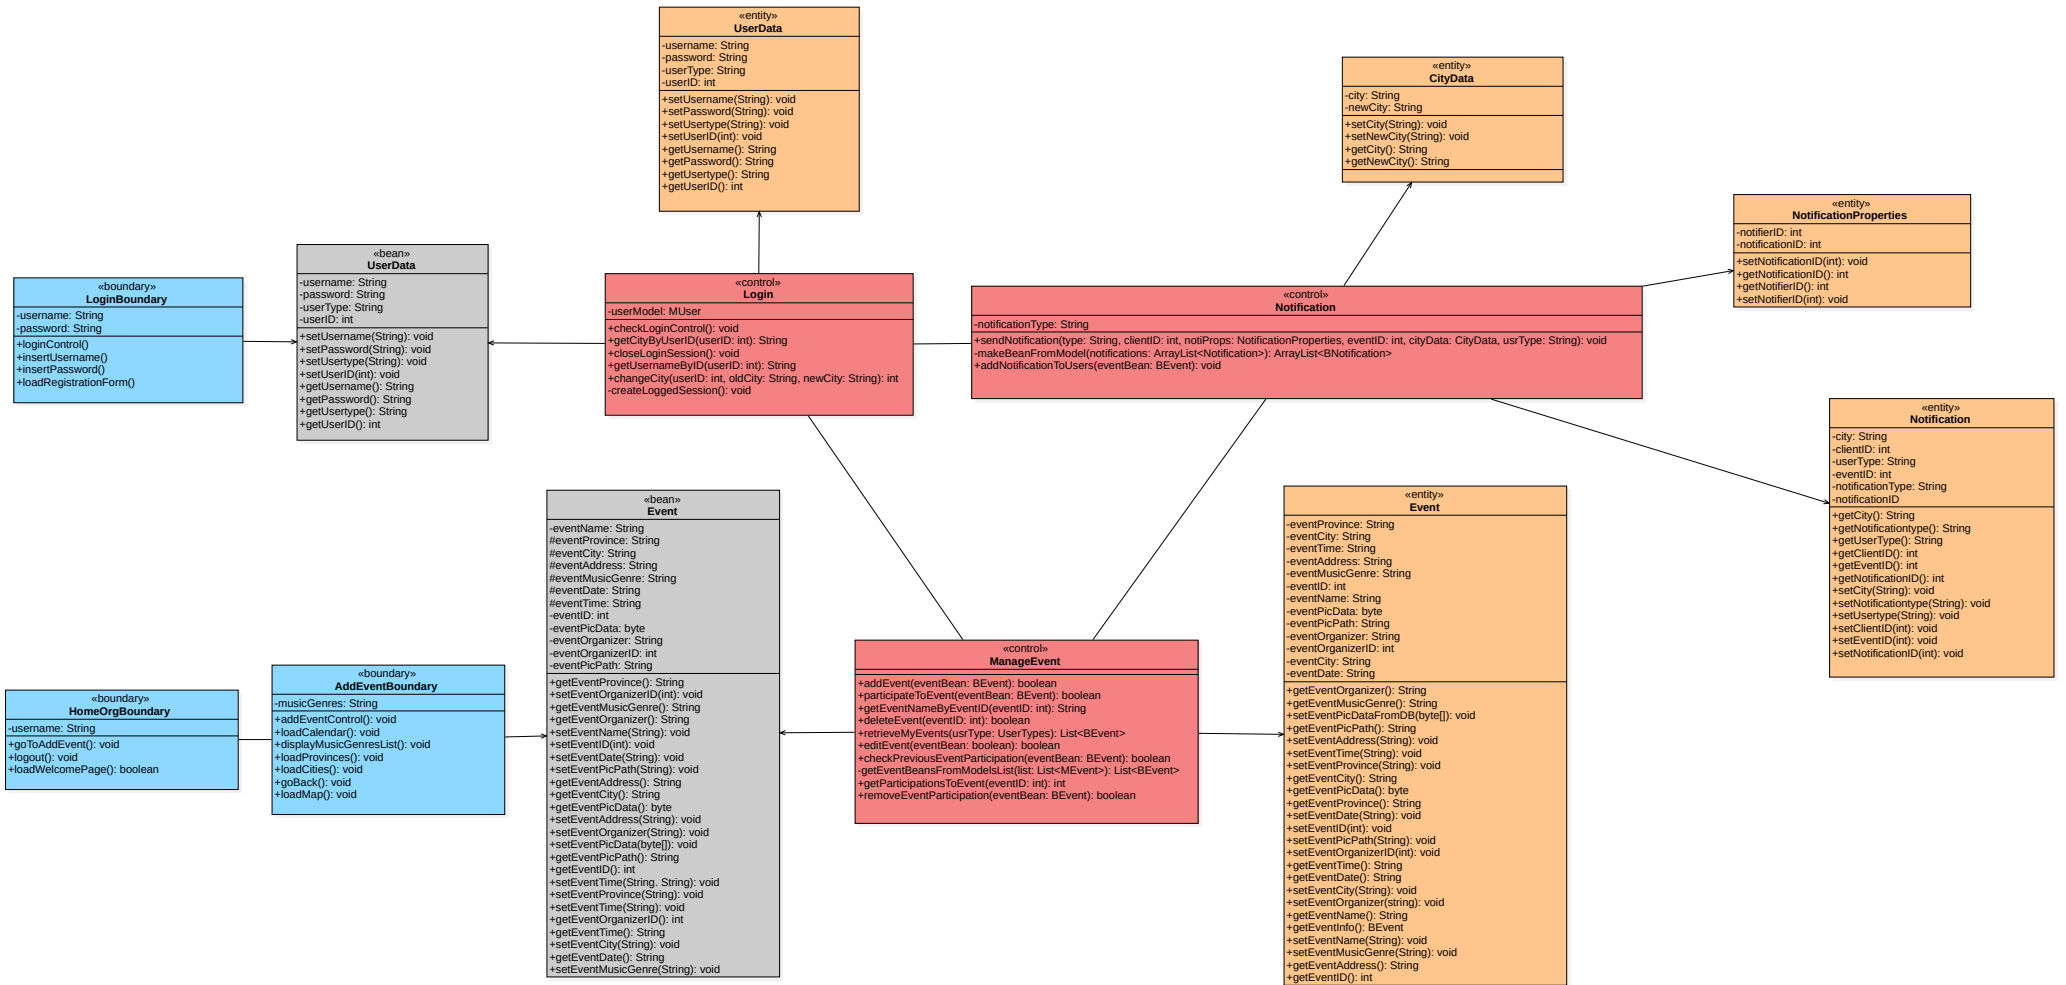 «entity»
UserData
-username: String
-password: String
-userType: String
-userID: int
+setUsername(String): void
+setPassword(String): void
+setUsertype(String): void
+setUserID(int): void
+getUsername(): String
+getPassword(): String
+getUsertype(): String
+getUserID(): int
«entity»
CityData
-city: String
-newCity: String
+setCity(String): void
+setNewCity(String): void
+getCity(): String
+getNewCity(): String
«entity»
NotificationProperties
-notifierID: int
-notificationID: int
+setNotificationID(int): void
+getNotificationID(): int
+getNotifierID(): int
+setNotifierID(int): void
«boundary»
LoginBoundary
-username: String
-password: String
+loginControl()
+insertUsername()
+insertPassword()
+loadRegistrationForm()
«bean»
UserData
-username: String
-password: String
-userType: String
-userID: int
+setUsername(String): void
+setPassword(String): void
+setUsertype(String): void
+setUserID(int): void
+getUsername(): String
+getPassword(): String
+getUsertype(): String
+getUserID(): int
«control»
Login
-userModel: MUser
+checkLoginControl(): void
+getCityByUserID(userID: int): String
+closeLoginSession(): void
+getUsernameByID(userID: int): String
+changeCity(userID: int, oldCity: String, newCity: String): int
-createLoggedSession(): void
«control»
Notification
-notificationType: String
+sendNotification(type: String, clientID: int, notiProps: NotificationProperties, eventID: int, cityData: CityData, usrType: String): void
-makeBeanFromModel(notifications: ArrayList<Notification>): ArrayList<BNotification>
+addNotificationToUsers(eventBean: BEvent): void
«entity»
Notification
-city: String
-clientID: int
-userType: String
-eventID: int
-notificationType: String
-notificationID
+getCity(): String
+getNotificationtype(): String
+getUserType(): String
+getClientID(): int
+getEventID(): int
+getNotificationID(): int
+setCity(String): void
+setNotificationtype(String): void
+setUsertype(String): void
+setClientID(int): void
+setEventID(int): void
+setNotificationID(int): void
«boundary»
HomeOrgBoundary
-username: String
+goToAddEvent(): void
+logout(): void
+loadWelcomePage(): boolean
«boundary»
AddEventBoundary
-musicGenres: String
+addEventControl(): void
+loadCalendar(): void
+displayMusicGenresList(): void
+loadProvinces(): void
+loadCities(): void
+goBack(): void
+loadMap(): void
«bean»
Event
-eventName: String
#eventProvince: String
#eventCity: String
#eventAddress: String
#eventMusicGenre: String
#eventDate: String
#eventTime: String
-eventID: int
-eventPicData: byte
-eventOrganizer: String
-eventOrganizerID: int
-eventPicPath: String
+getEventProvince(): String
+setEventOrganizerID(int): void
+getEventMusicGenre(): String
+getEventOrganizer(): String
+setEventName(String): void
+setEventID(int): void
+setEventDate(String): void
+setEventPicPath(String): void
+getEventAddress(): String
+getEventCity(): String
+getEventPicData(): byte
+setEventAddress(String): void
+setEventOrganizer(String): void
+setEventPicData(byte[]): void
+getEventPicPath(): String
+getEventID(): int
+setEventTime(String. String): void
+setEventProvince(String): void
+setEventTime(String): void
+getEventOrganizerID(): int
+getEventTime(): String
+setEventCity(String): void
+getEventDate(): String
+setEventMusicGenre(String): void
«control»
ManageEvent
+addEvent(eventBean: BEvent): boolean
+participateToEvent(eventBean: BEvent): boolean
+getEventNameByEventID(eventID: int): String
+deleteEvent(eventID: int): boolean
+retrieveMyEvents(usrType: UserTypes): List<BEvent>
+editEvent(eventBean: boolean): boolean
+checkPreviousEventParticipation(eventBean: BEvent): boolean
-getEventBeansFromModelsList(list: List<MEvent>): List<BEvent>
+getParticipationsToEvent(eventID: int): int
+removeEventParticipation(eventBean: BEvent): boolean
«entity»
Event
-eventProvince: String
-eventCity: String
-eventTime: String
-eventAddress: String
-eventMusicGenre: String
-eventID: int
-eventName: String
-eventPicData: byte
-eventPicPath: String
-eventOrganizer: String
-eventOrganizerID: int
-eventCity: String
-eventDate: String
+getEventOrganizer(): String
+getEventMusicGenre(): String
+setEventPicDataFromDB(byte[]): void
+getEventPicPath(): String
+setEventAddress(String): void
+setEventTime(String): void
+setEventProvince(String): void
+getEventCity(): String
+getEventPicData(): byte
+getEventProvince(): String
+setEventDate(String): void
+setEventID(int): void
+setEventPicPath(String): void
+setEventOrganizerID(int): void
+getEventTime(): String
+getEventDate(): String
+setEventCity(String): void
+setEventOrganizer(string): void
+getEventName(): String
+getEventInfo(): BEvent
+setEventName(String): void
+setEventMusicGenre(String): void
+getEventAddress(): String
+getEventID(): int